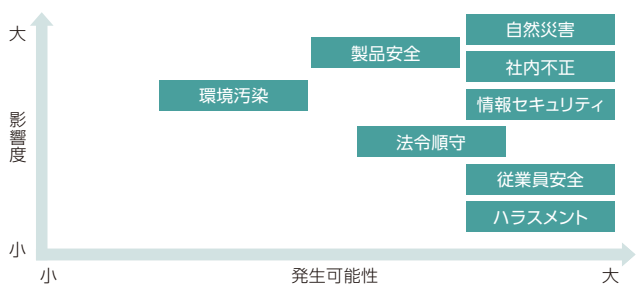 大
自然災害
製品安全
社内不正
環境汚染
情報セキュリティ
影響度
法令順守
従業員安全
ハラスメント
小
小
発生可能性
大